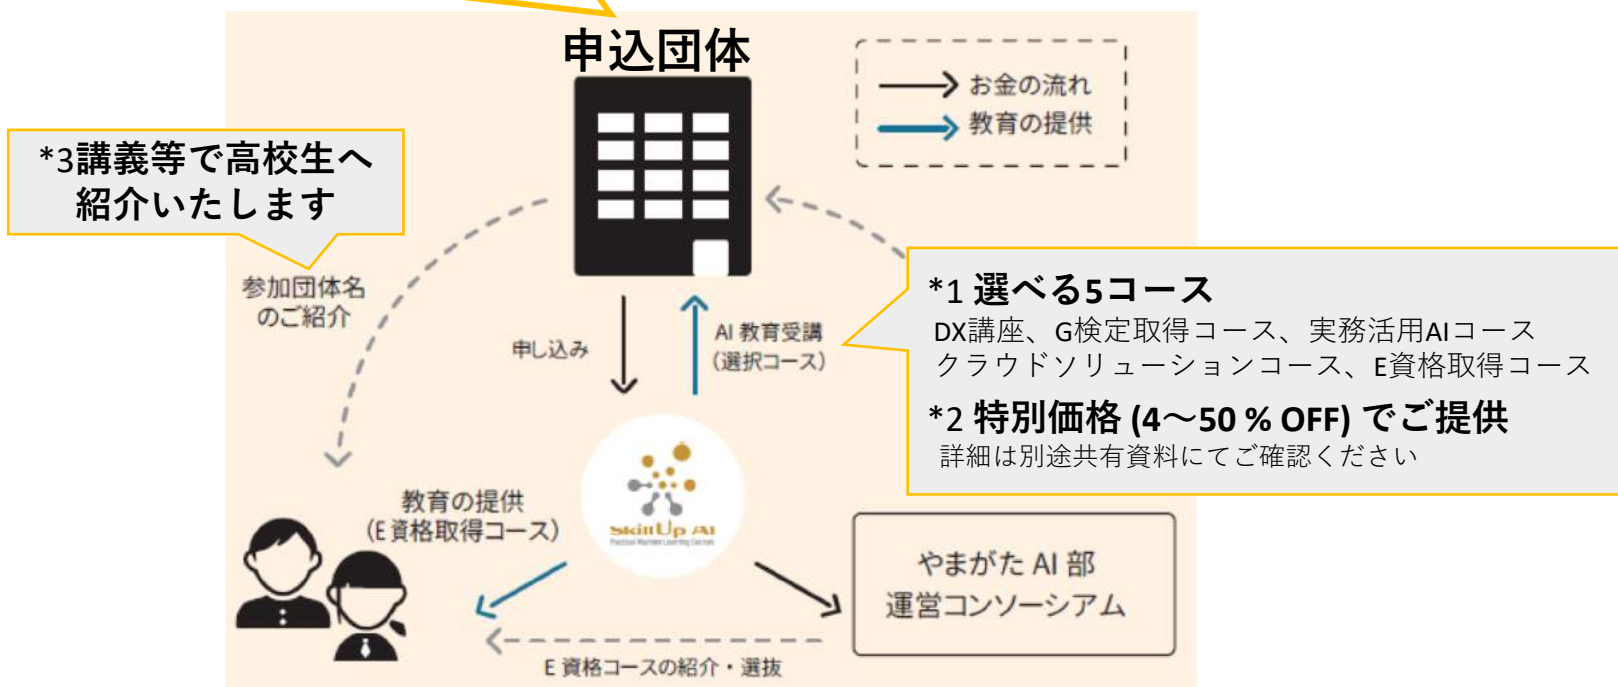 申込団体
お金の流れ
教育の提供
*3講義等で高校生へ
紹介いたします
参加団体名
のご紹介
申し込み
AI 教育受講
（選択コース）
*1 選べる5コース
DX講座、G検定取得コース、実務活用AIコース
クラウドソリューションコース、E資格取得コース
*2 特別価格 (4～50 % OFF) でご提供
詳細は別途共有資料にてご確認ください
教育の提供
（E 資格取得コース）
SkillUp AI
Practical Machine Learning Courses
やまがた AI 部
運営コンソーシアム
E 資格コースの紹介・選抜